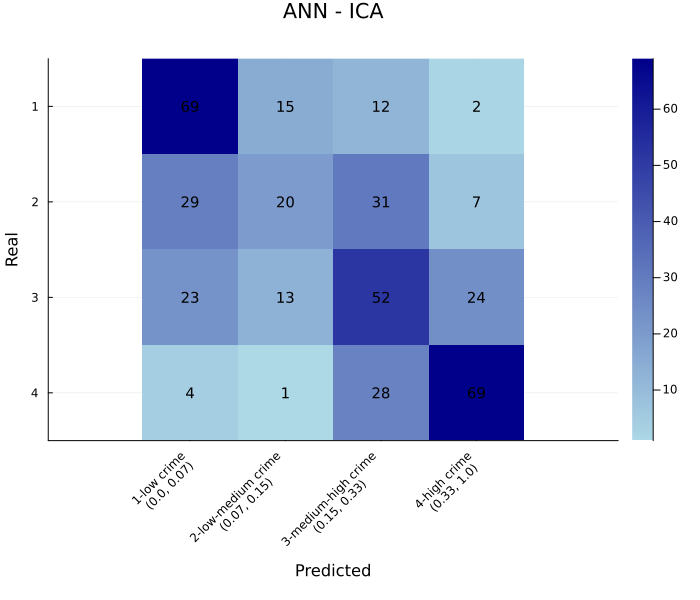 ANN - ICA
1 69 15 12 2
2 29 20 31 7
3 23 13 52 24
4 4 1 28 69
60
50
40
30
20
10
Real
1-low crime
(0.0, 0.07)
2-low-medium crime
(0.07, 0.15)
3-medium-high crime
(0.15, 0.33)
4-high crime
(0.33, 1.0)
Predicted